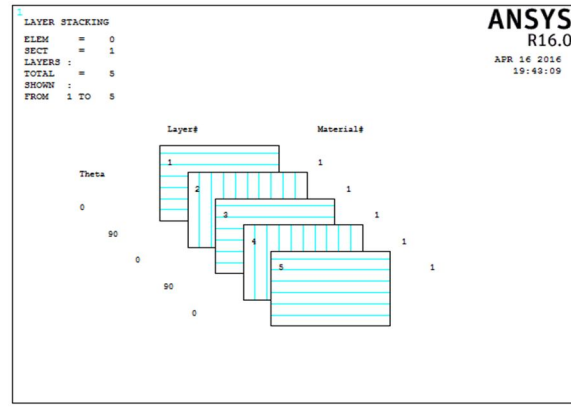 1
LAYER STACKING
ANSYS
R16.0
ELEM = 0
SECT = 1
LAYERS :
TOTAL = 5
SHOWN :
FROM 1 TO 5
APR 16 2016
19:43:09
Layer# Material#
1 1
Theta 2 1
0 3 1
90 4 1
0 5 1
90
0